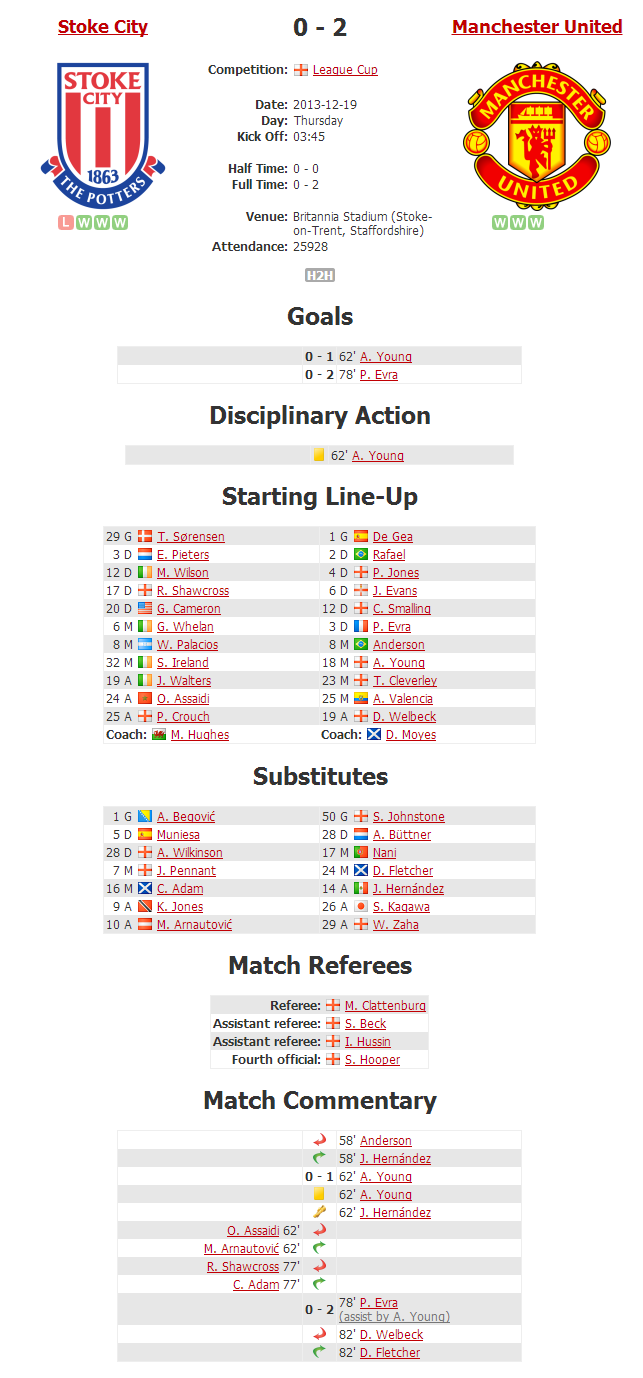 Stoke City 0 - 2 Manchester United
STOKE
CITY
1863
THE POTTERS
MANCHESTER
UNITED
Competition: League Cup
Date: 2013-12-19
Day: Thursday
Kick Off: 03:45
Half Time: 0 - 0
Full Time: 0 - 2
Venue: Britannia Stadium (Stoke-
on-Trent, Staffordshire)
Attendance: 25928
L W W W
W W W
H2H
Goals
0 - 1 62' A. Young
0 - 2 78' P. Evra
Disciplinary Action
62' A. Young
Starting Line-Up
29 G T. Sørensen 1 G De Gea
3 D E. Pieters 2 D Rafael
12 D M. Wilson 4 D P. Jones
17 D R. Shawcross 6 D J. Evans
20 D G. Cameron 12 D C. Smalling
6 M G. Whelan 3 D P. Evra
8 M W. Palacios 8 M Anderson
32 M S. Ireland 18 M A. Young
19 A J. Walters 23 M T. Cleverley
24 A O. Assaidi 25 M A. Valencia
25 A P. Crouch 19 A D. Welbeck
Coach: M. Hughes Coach: D. Moyes
Substitutes
1 G A. Begović 50 G S. Johnstone
5 D Muniesa 28 D A. Büttner
28 D A. Wilkinson 17 M Nani
7 M J. Pennant 24 M D. Fletcher
16 M C. Adam 14 A J. Hernández
9 A K. Jones 26 A S. Kagawa
10 A M. Arnautović 29 A W. Zaha
Match Referees
Referee: M. Clattenburg
Assistant referee: S. Beck
Assistant referee: I. Hussin
Fourth official: S. Hooper
Match Commentary
58' Anderson
58' J. Hernández
0 - 1 62' A. Young
62' A. Young
62' J. Hernández
O. Assaidi 62'
M. Arnautović 62'
R. Shawcross 77'
C. Adam 77'
0 - 2 78' P. Evra
(assist by A. Young)
82' D. Welbeck
82' D. Fletcher